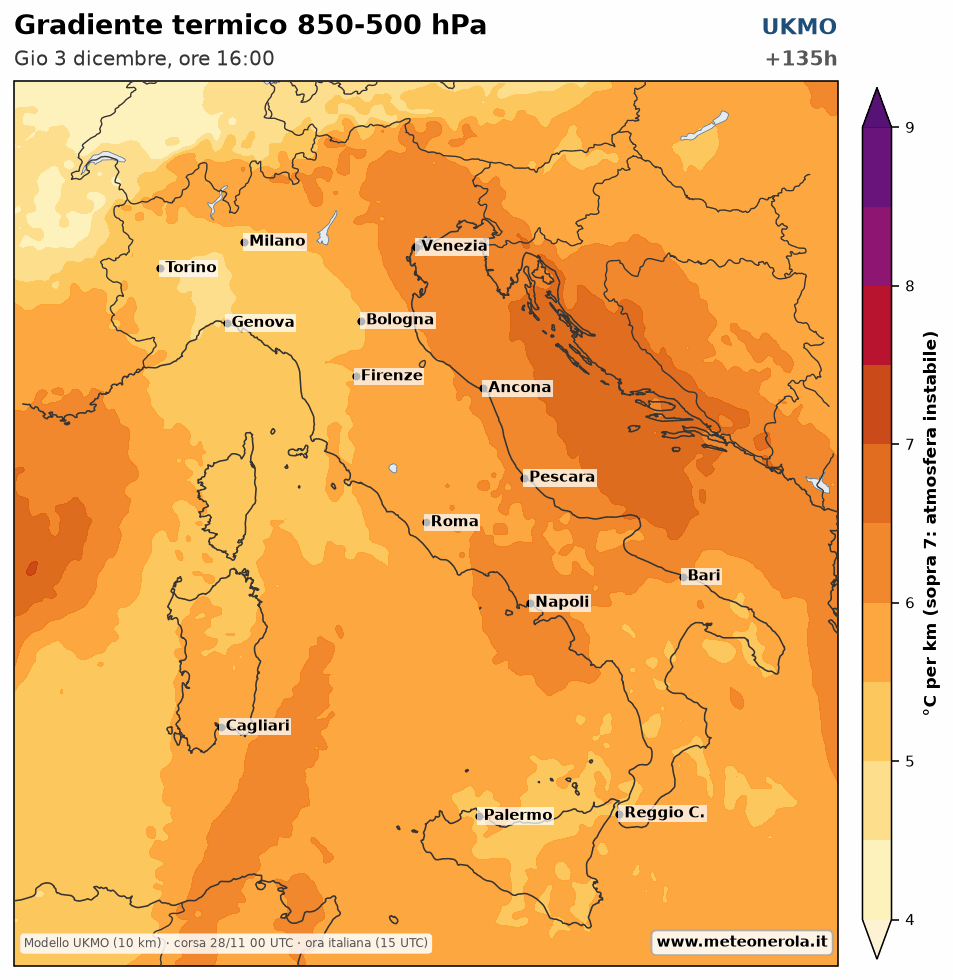 Gradiente termico 850-500 hPa
UKMO
Gio 3 dicembre, ore 16:00
+135h
Milano
Venezia
Torino
Genova
Bologna
Firenze
Ancona
Pescara
Roma
Bari
Napoli
Cagliari
Palermo
Reggio C.
9
8
7
6
5
4
°C per km (sopra 7: atmosfera instabile)
Modello UKMO (10 km) · corsa 28/11 00 UTC · ora italiana (15 UTC)
www.meteonerola.it